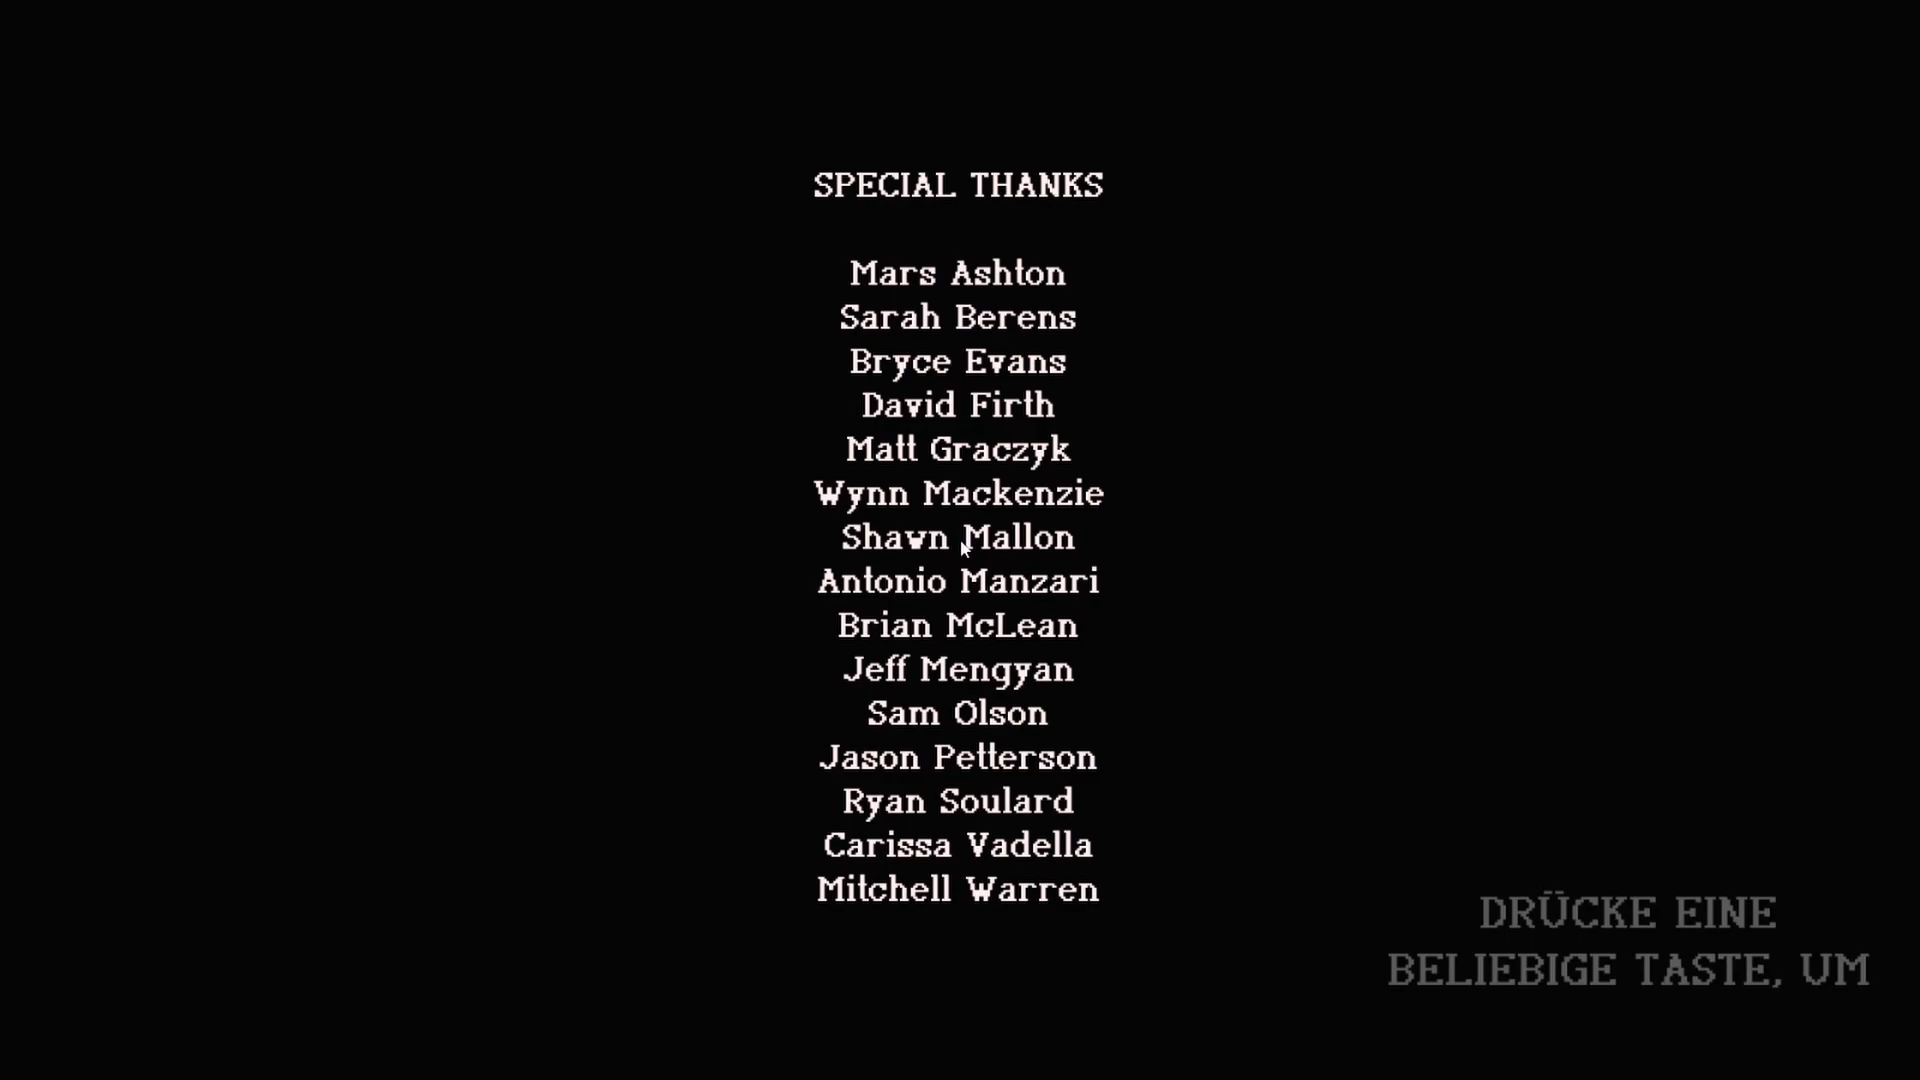 SPECIAL THANKS
Mars Ashton
Sarah Berens
Bryce Evans
David Firth
Matt Graczyk
Wynn Mackenzie
Shawn Mallon
Antonio Manzari
Brian McLean
Jeff Mengyan
Sam Olson
Jason Petterson
Ryan Soulard
Carissa Vadella
Mitchell Warren
DRÜCKE EINE
BELIEBIGE TASTE, UM